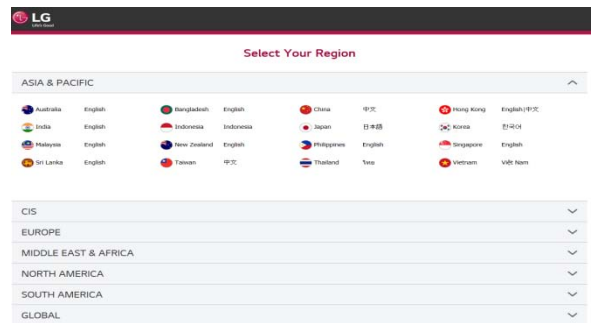 LG
Life's Good
Select Your Region
ASIA & PACIFIC
Australia English Bangladesh English China 中文 Hong Kong English/中文
India English Indonesia Indonesia Japan 日本語 Korea 한국어
Malaysia English New Zealand English Philippines English Singapore English
Sri Lanka English Taiwan 中文 Thailand ไทย Vietnam Việt Nam
CIS
EUROPE
MIDDLE EAST & AFRICA
NORTH AMERICA
SOUTH AMERICA
GLOBAL